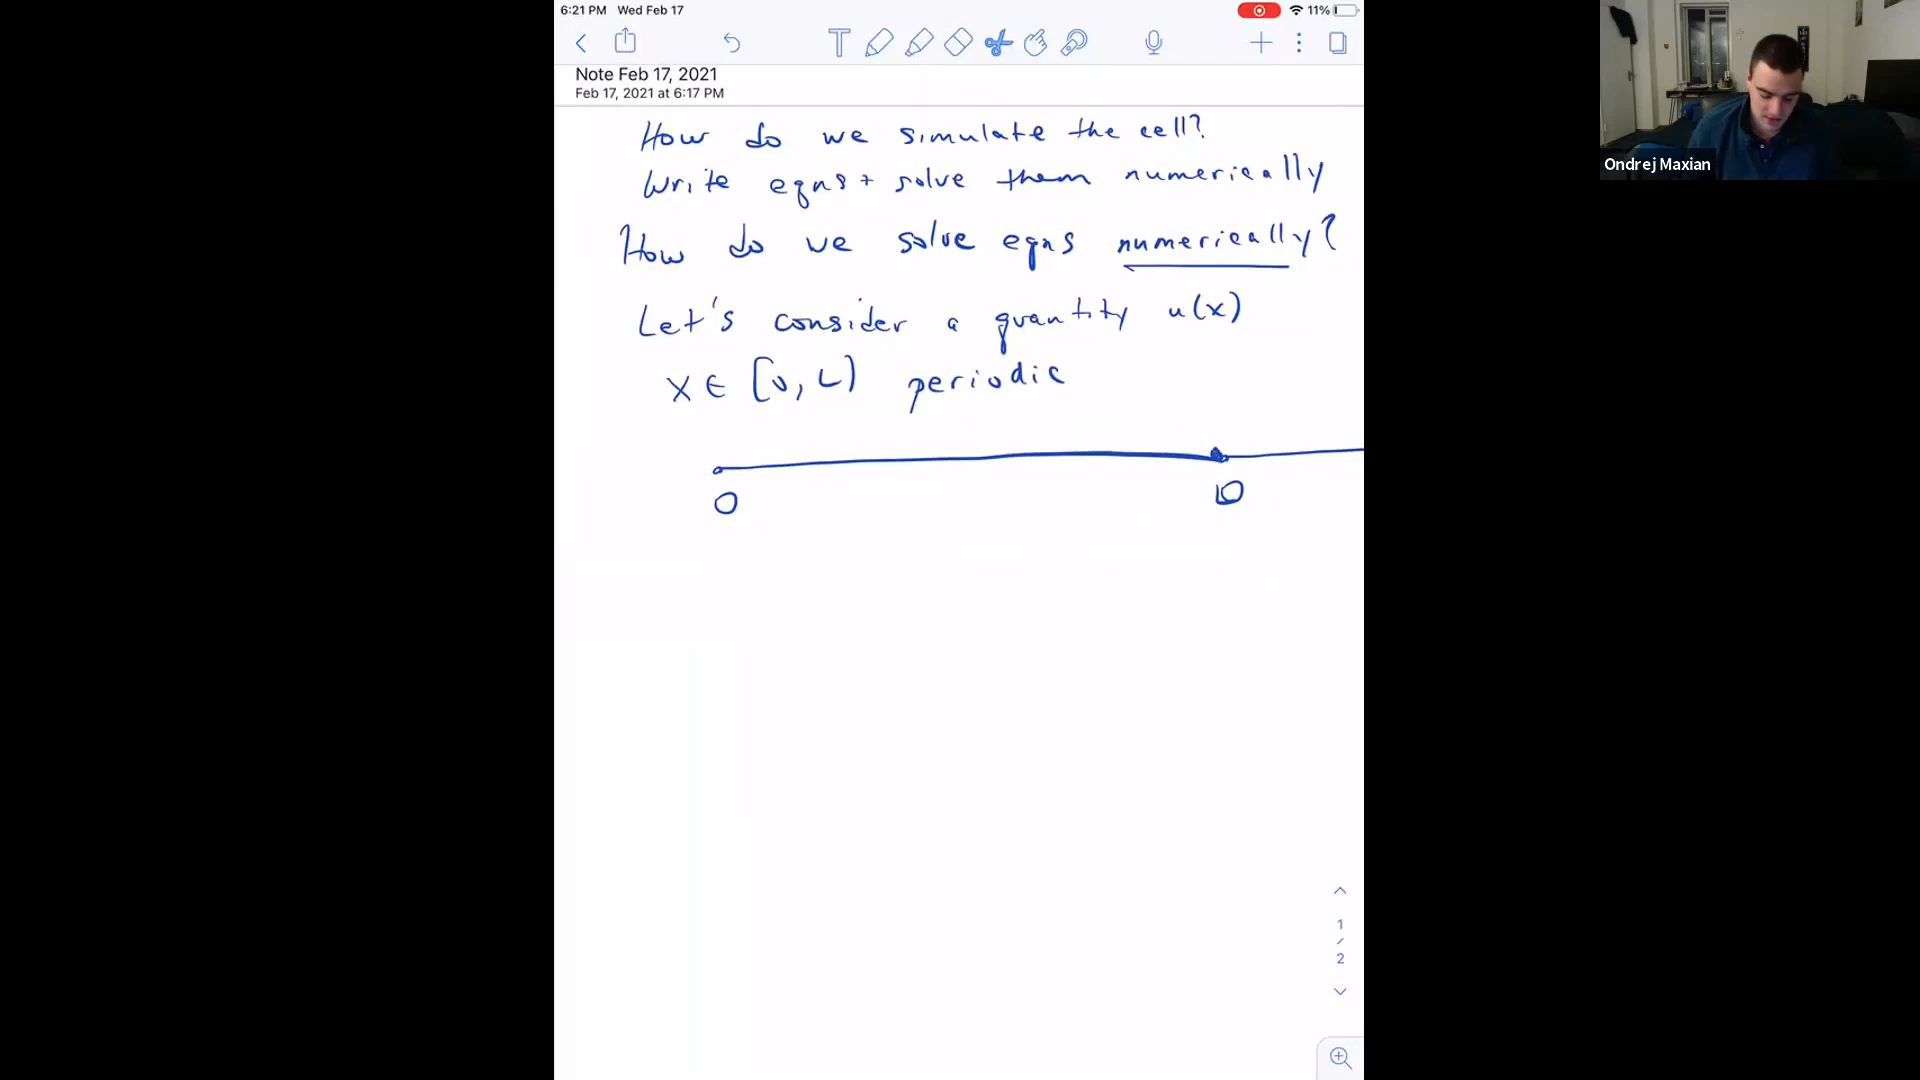 6:21 PM Wed Feb 17
11%
Note Feb 17, 2021
Feb 17, 2021 at 6:17 PM
How do we simulate the cell?
Write eqns + solve them numerically
How do we solve eqns numerically?
Let's consider a quantity u(x)
x ∈ [0, L) periodic
0 10
1
/
2
Ondrej Maxian